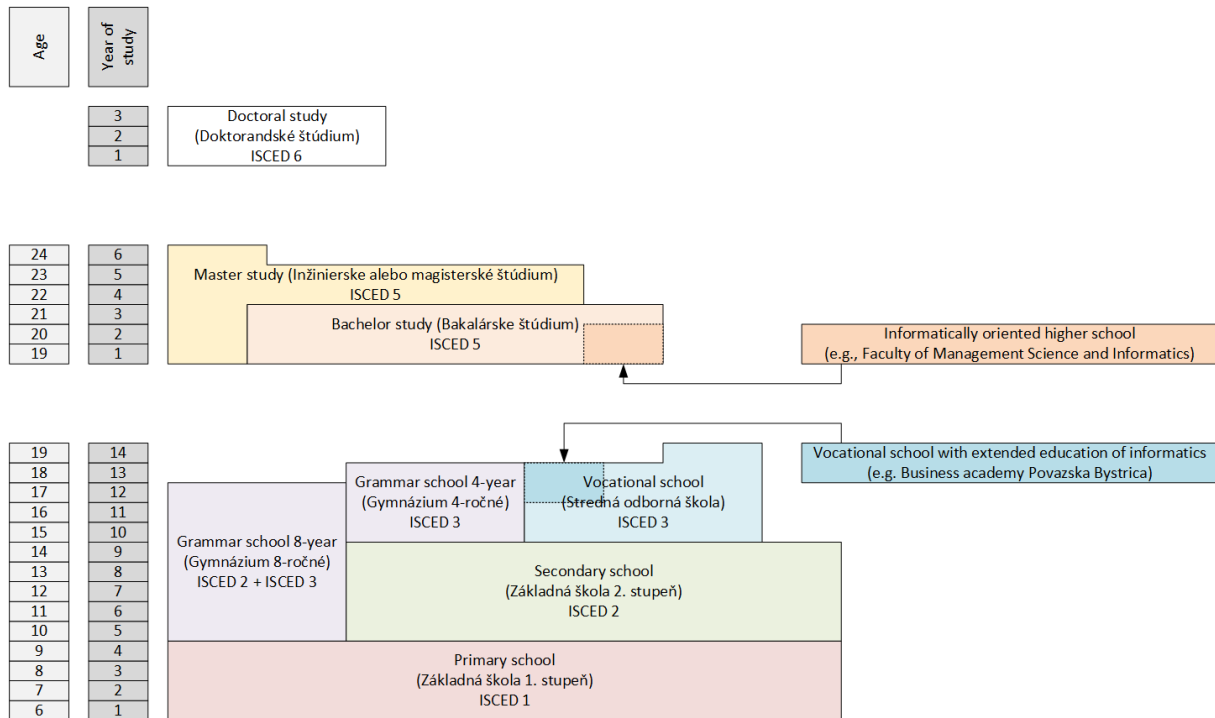 Age
Year of
study
3
2
1
Doctoral study
(Doktorandské štúdium)
ISCED 6
24 6
23 5
22 4
21 3
20 2
19 1
Master study (Inžinierske alebo magisterské štúdium)
ISCED 5
Bachelor study (Bakalárske štúdium)
ISCED 5
Informatically oriented higher school
(e.g., Faculty of Management Science and Informatics)
19 14
18 13
17 12
16 11
15 10
14 9
13 8
12 7
11 6
10 5
9 4
8 3
7 2
6 1
Grammar school 8-year
(Gymnázium 8-ročné)
ISCED 2 + ISCED 3
Grammar school 4-year
(Gymnázium 4-ročné)
ISCED 3
Vocational school
(Stredná odborná škola)
ISCED 3
Vocational school with extended education of informatics
(e.g. Business academy Povazska Bystrica)
Secondary school
(Základná škola 2. stupeň)
ISCED 2
Primary school
(Základná škola 1. stupeň)
ISCED 1